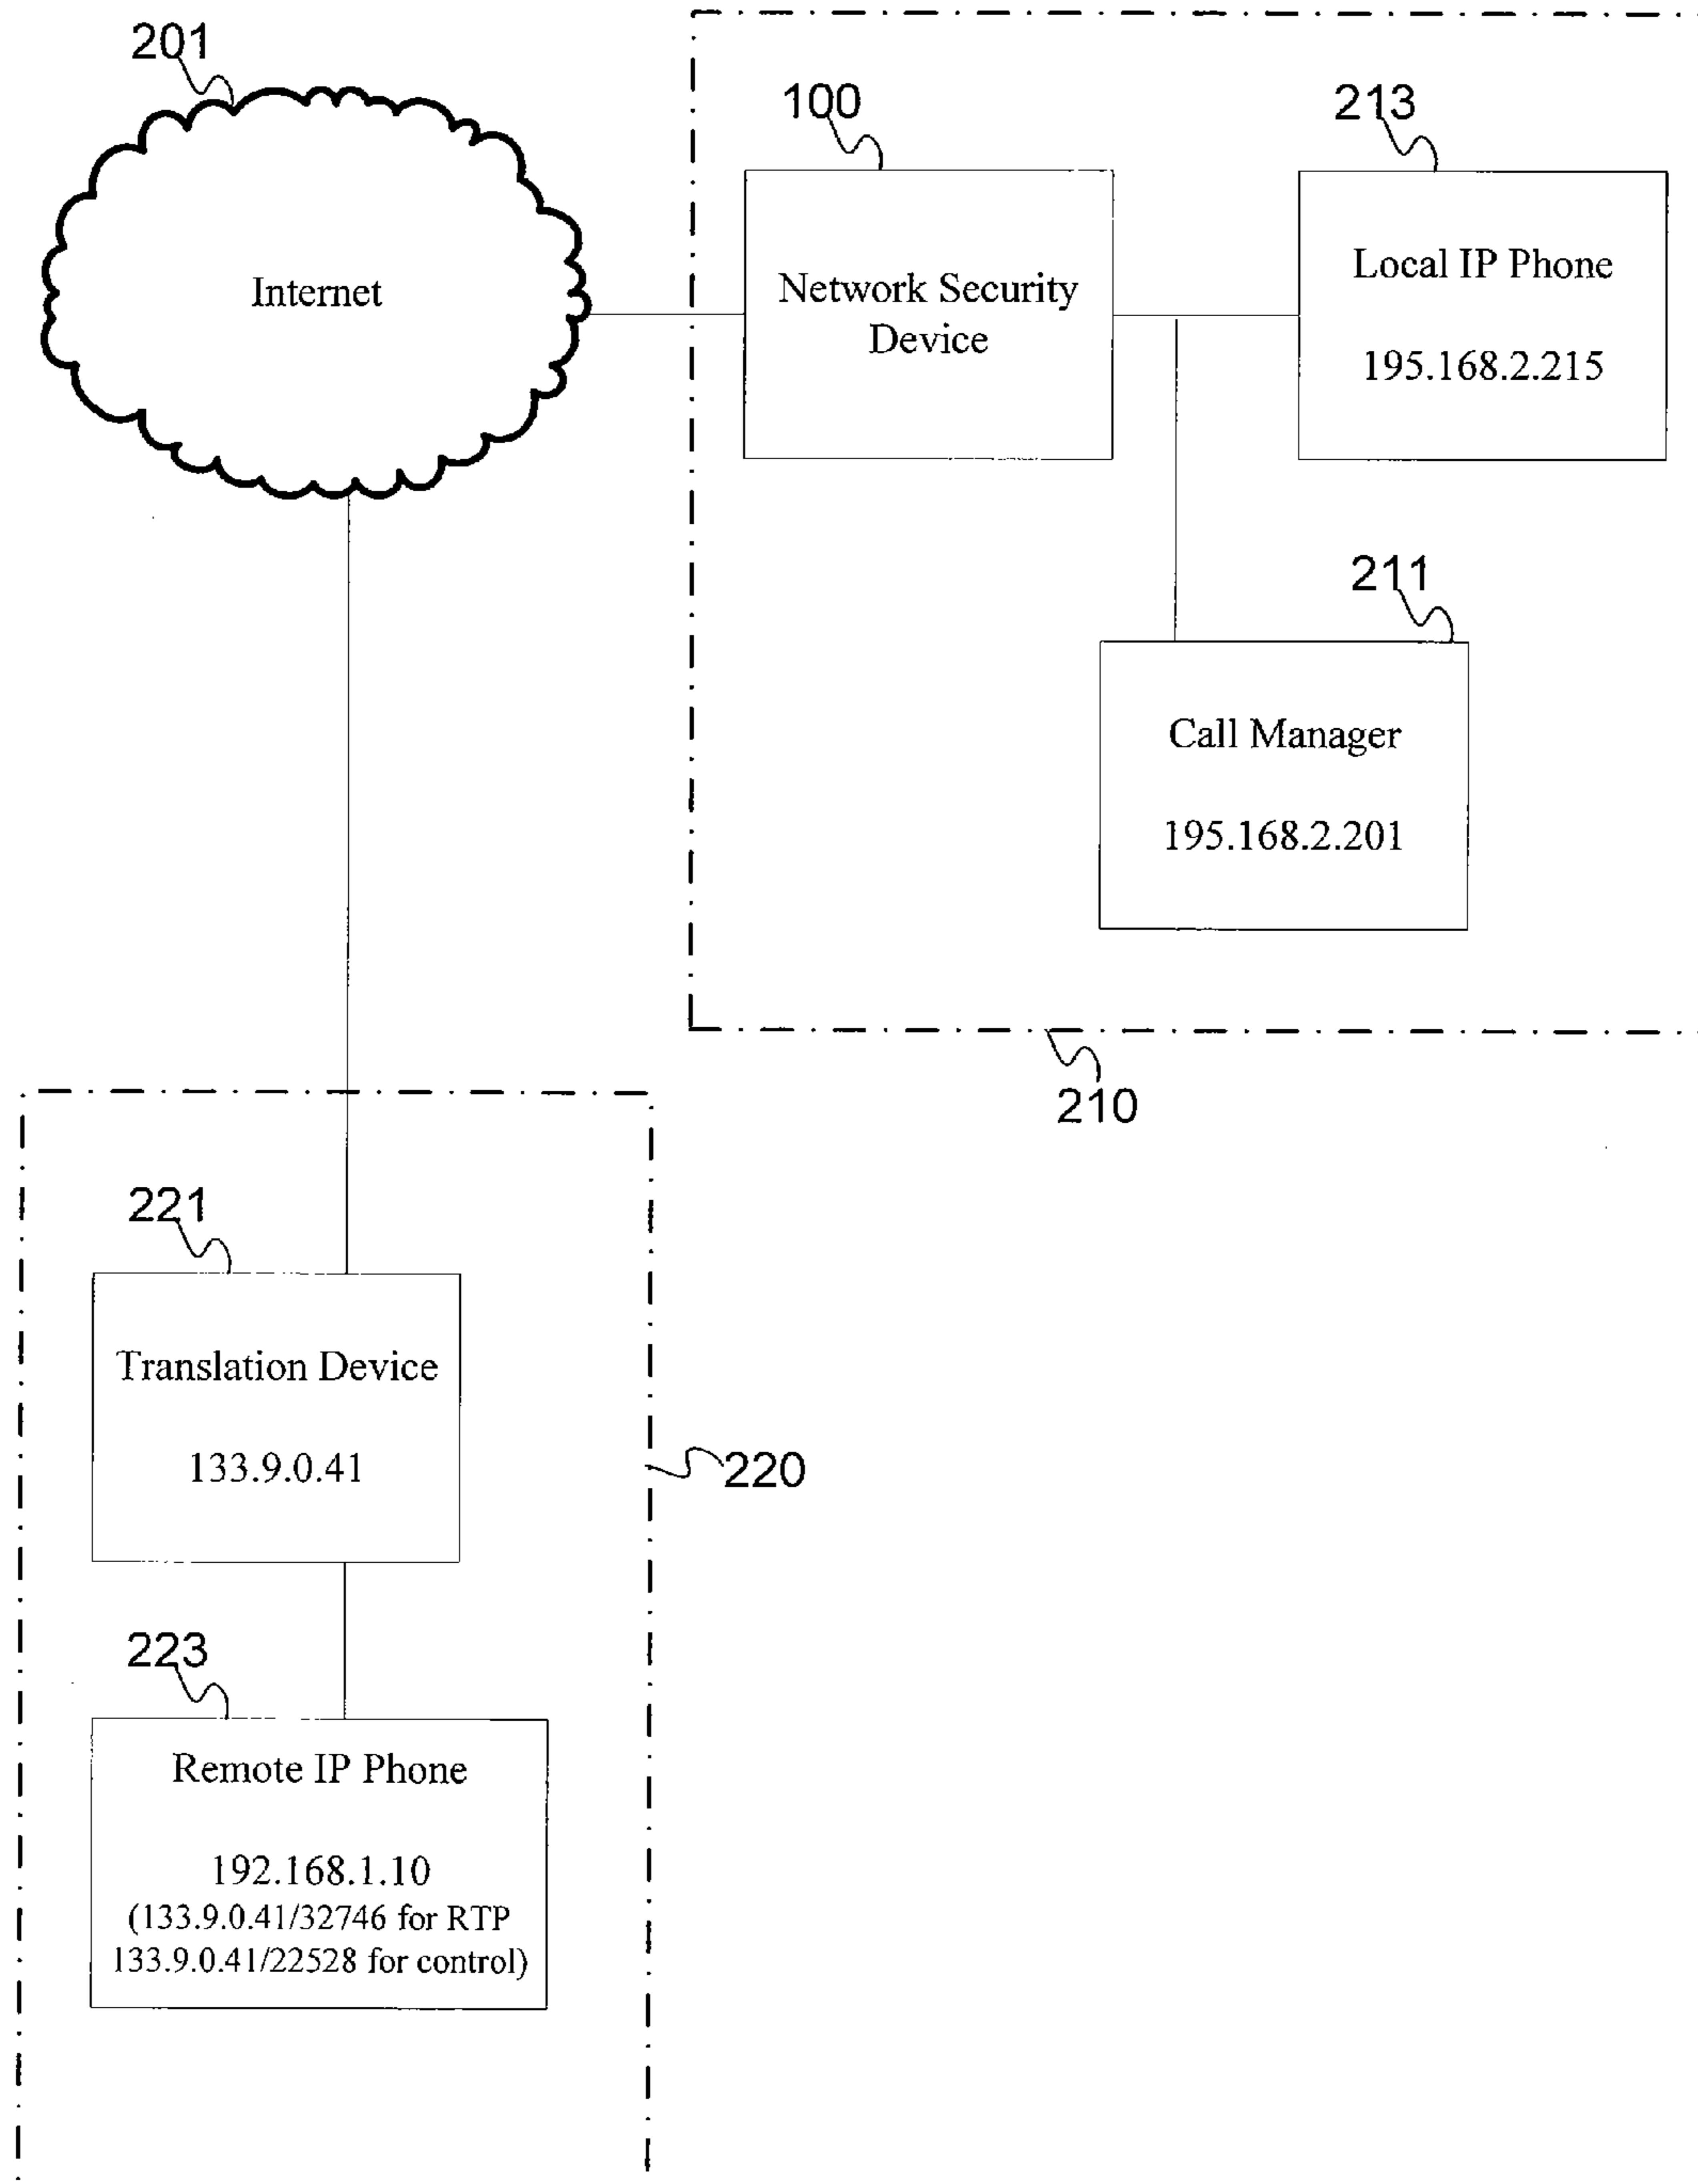 201
100
213
Internet
Network Security
Device
Local IP Phone
195.168.2.215
211
Call Manager
195.168.2.201
210
221
Translation Device
133.9.0.41
220
223
Remote IP Phone
192.168.1.10
(133.9.0.41/32746 for RTP
133.9.0.41/22528 for control)